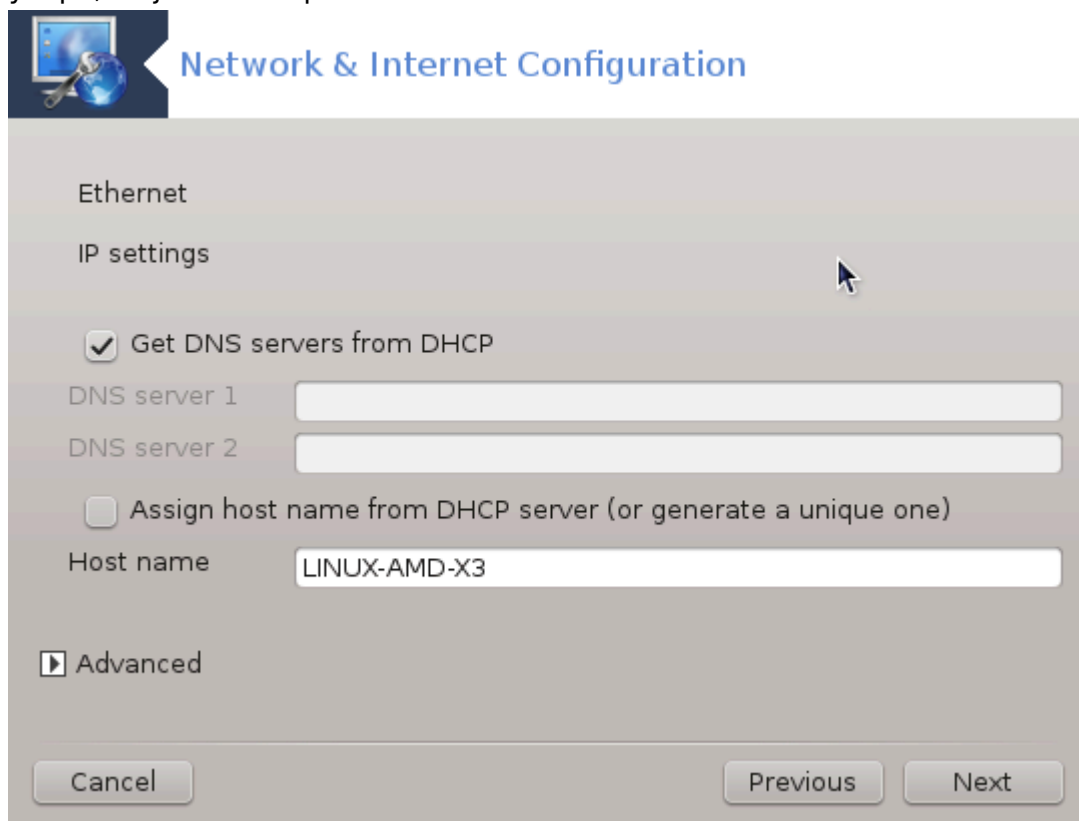 Network & Internet Configuration
Ethernet
IP settings
Get DNS servers from DHCP
DNS server 1
DNS server 2
Assign host name from DHCP server (or generate a unique one)
Host name LINUX-AMD-X3
Advanced
Cancel Previous Next